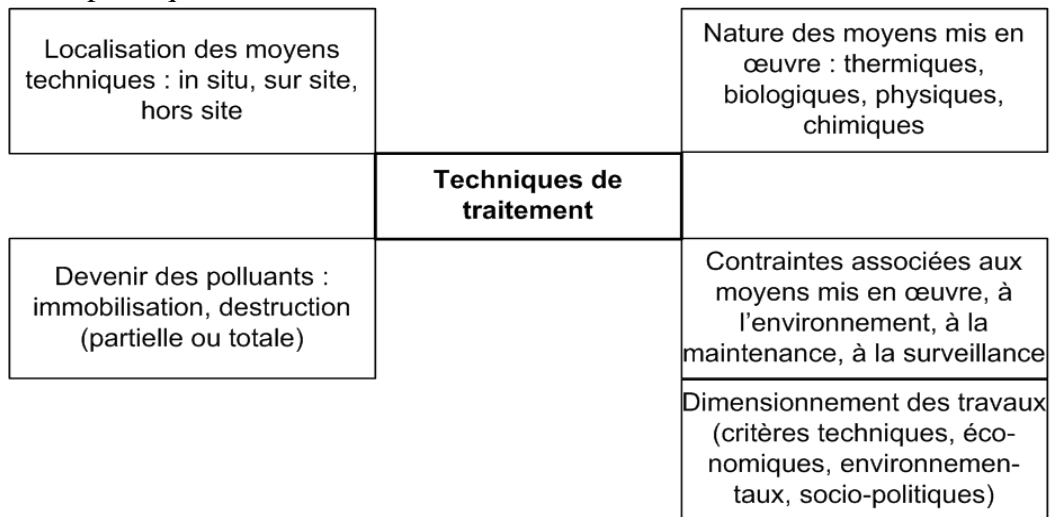 Localisation des moyens
techniques : in situ, sur site,
hors site
Nature des moyens mis en
œuvre : thermiques,
biologiques, physiques,
chimiques
Techniques de
traitement
Devenir des polluants :
immobilisation, destruction
(partielle ou totale)
Contraintes associées aux
moyens mis en œuvre, à
l’environnement, à la
maintenance, à la surveillance
Dimensionnement des travaux
(critères techniques, éco-
nomiques, environnemen-
taux, socio-politiques)